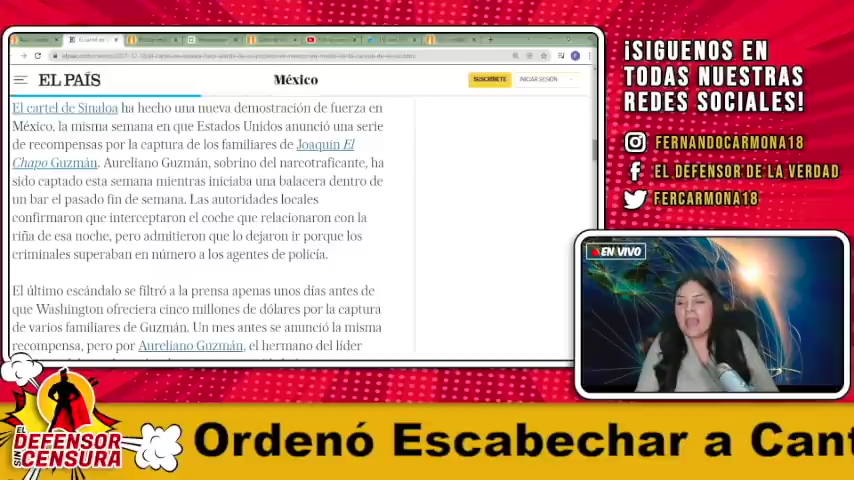 EL PAÍS
México
SUSCRÍBETE
INICIAR SESIÓN
El cartel de Sinaloa ha hecho una nueva demostración de fuerza en
México, la misma semana en que Estados Unidos anunció una serie
de recompensas por la captura de los familiares de Joaquín El
Chapo Guzmán. Aureliano Guzmán, sobrino del narcotraficante, ha
sido captado esta semana mientras iniciaba una balacera dentro de
un bar el pasado fin de semana. Las autoridades locales
confirmaron que interceptaron el coche que relacionaron con la
riña de esa noche, pero admitieron que lo dejaron ir porque los
criminales superaban en número a los agentes de policía.
El último escándalo se filtró a la prensa apenas unos días antes de
que Washington ofreciera cinco millones de dólares por la captura
de varios familiares de Guzmán. Un mes antes se anunció la misma
recompensa, pero por Aureliano Guzmán, el hermano del líder
¡SIGUENOS EN
TODAS NUESTRAS
REDES SOCIALES!
FERNANDOCARMONA18
EL DEFENSOR DE LA VERDAD
FERCARMONA18
EN VIVO
EL
DEFENSOR
SIN
CENSURA
Ordenó Escabechar a Cant